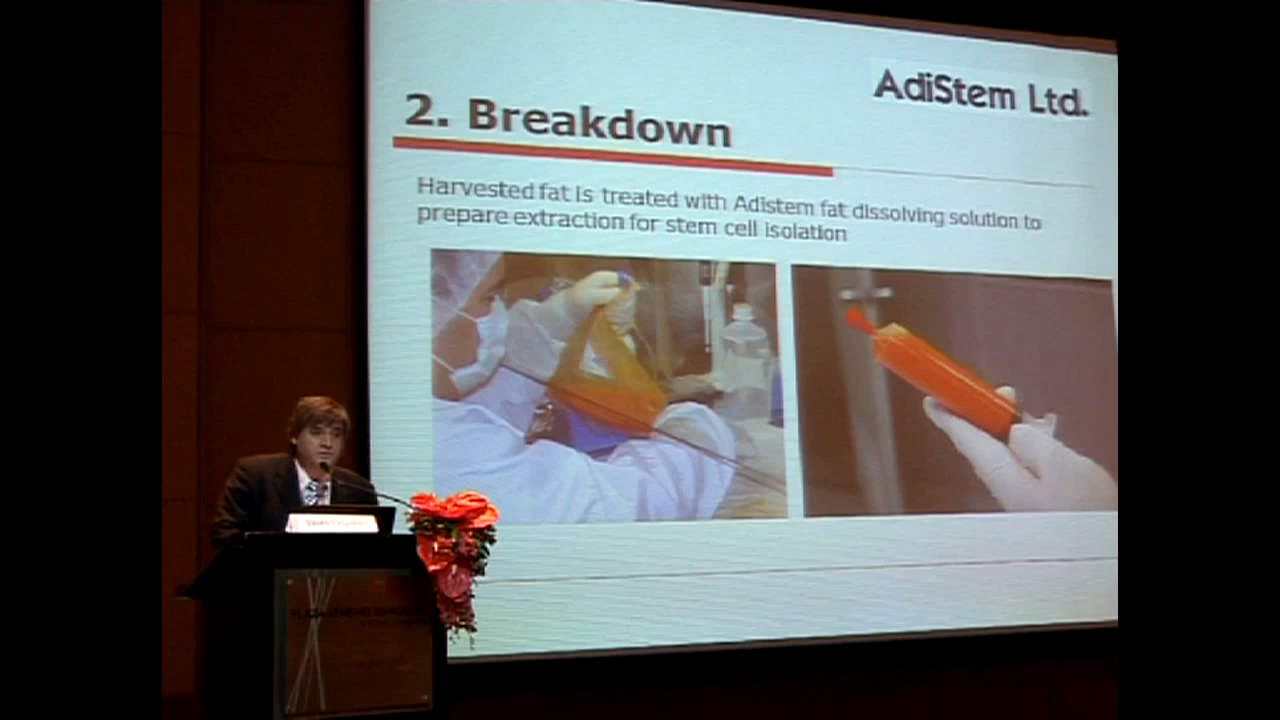 AdiStem Ltd.
2. Breakdown
Harvested fat is treated with Adistem fat dissolving solution to
prepare extraction for stem cell isolation